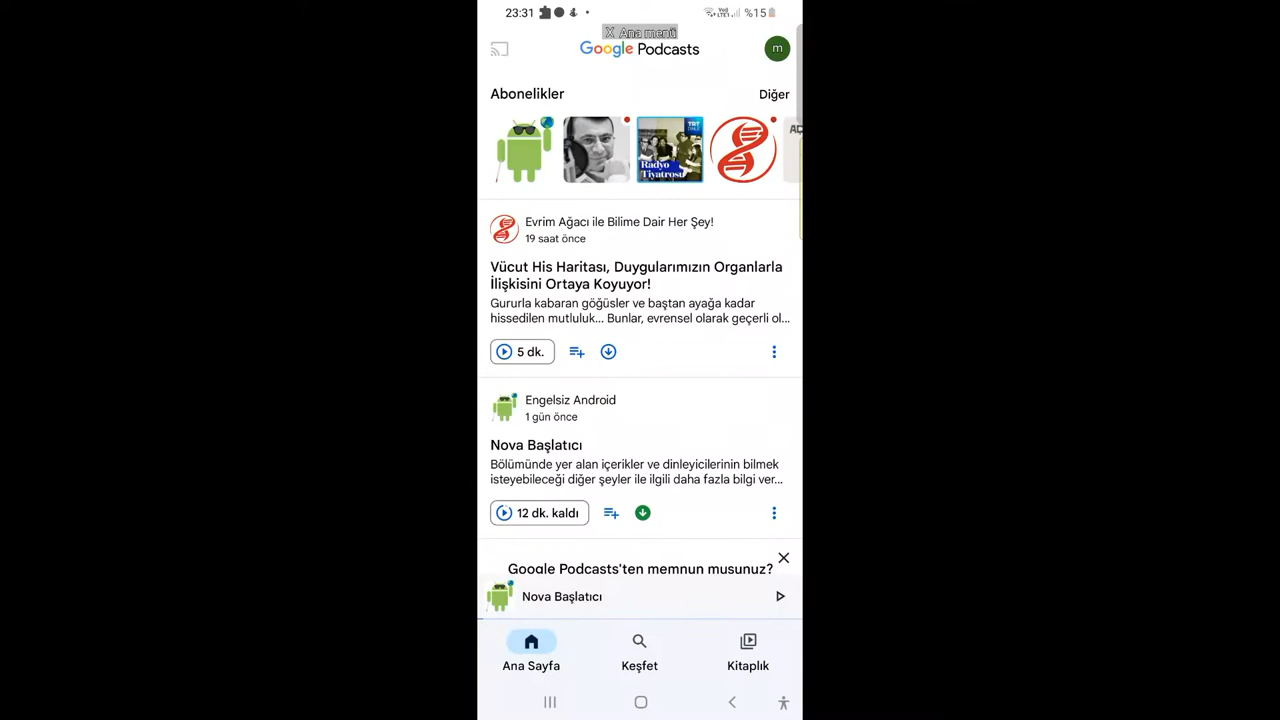 23:31
VoLTE1 %15
X Ana menü
Google Podcasts
m
Abonelikler
Diğer
TRT
Radyo
Tiyatrosu
Evrim Ağacı ile Bilime Dair Her Şey!
19 saat önce
Vücut His Haritası, Duygularımızın Organlarla
İlişkisini Ortaya Koyuyor!
Gururla kabaran göğüsler ve baştan ayağa kadar
hissedilen mutluluk... Bunlar, evrensel olarak geçerli ol...
5 dk.
Engelsiz Android
1 gün önce
Nova Başlatıcı
Bölümünde yer alan içerikler ve dinleyicilerinin bilmek
isteyebileceği diğer şeyler ile ilgili daha fazla bilgi ver...
12 dk. kaldı
Google Podcasts'ten memnun musunuz?
Nova Başlatıcı
Ana Sayfa
Keşfet
Kitaplık